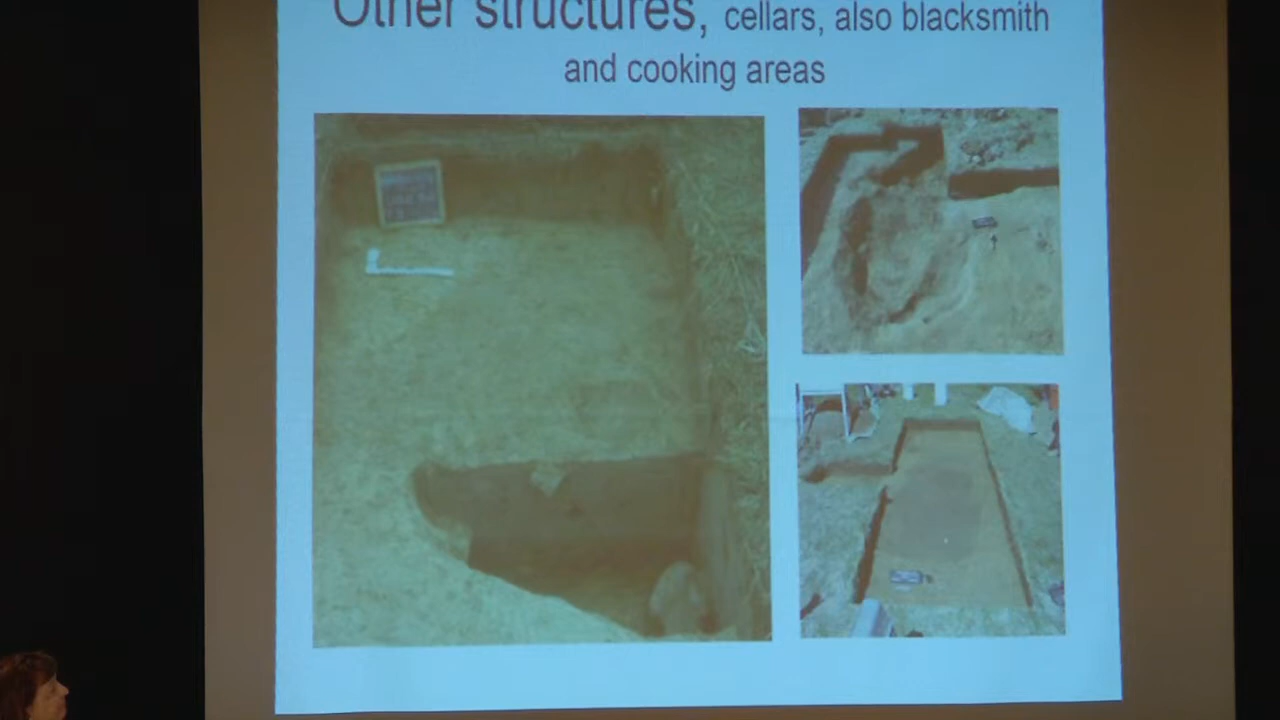 Other structures, cellars, also blacksmith
and cooking areas